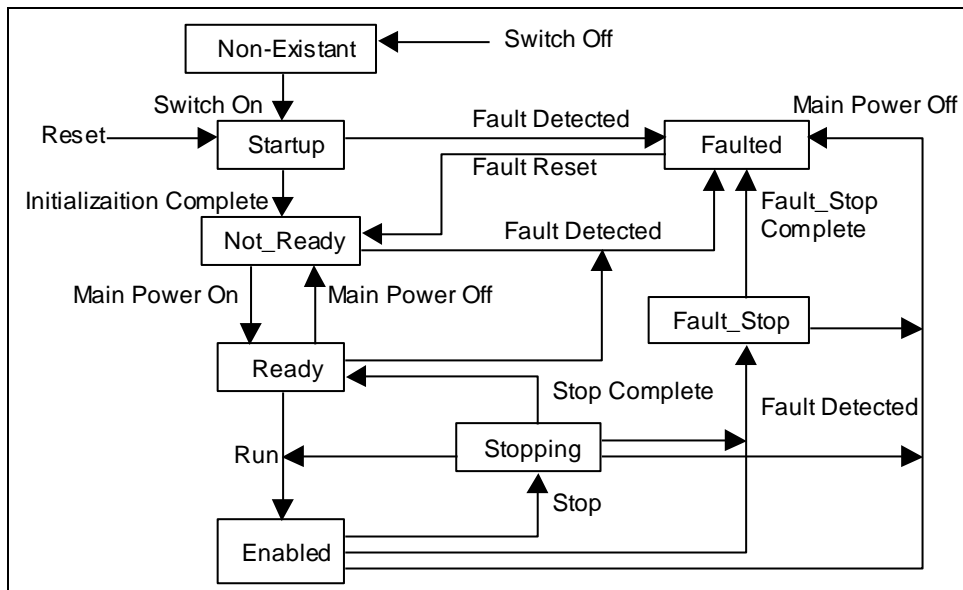 Non-Existant
Switch Off
Switch On
Main Power Off
Reset
Startup
Fault Detected
Faulted
Fault Reset
Initializaition Complete
Fault_Stop
Complete
Not_Ready
Fault Detected
Main Power On
Main Power Off
Fault_Stop
Ready
Stop Complete
Fault Detected
Run
Stopping
Stop
Enabled